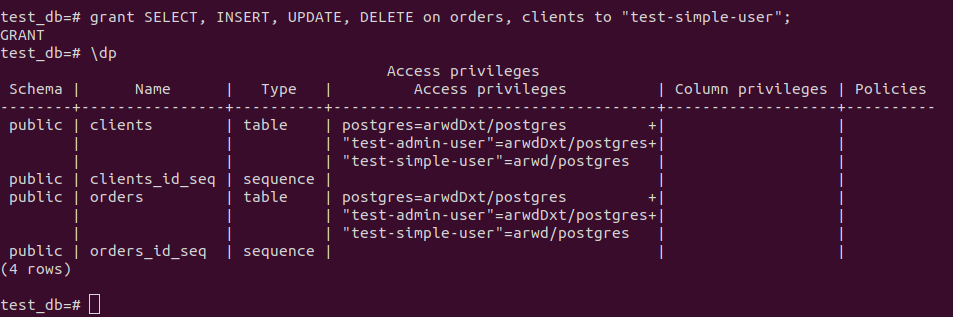 test_db=# grant SELECT, INSERT, UPDATE, DELETE on orders, clients to "test-simple-user";
GRANT
test_db=# \dp
                                           Access privileges
 Schema |      Name      |   Type   |         Access privileges          | Column privileges | Policies
--------+----------------+----------+------------------------------------+-------------------+----------
 public | clients        | table    | postgres=arwdDxt/postgres         +|                   |
        |                |          | "test-admin-user"=arwdDxt/postgres+|                   |
        |                |          | "test-simple-user"=arwd/postgres   |                   |
 public | clients_id_seq | sequence |                                    |                   |
 public | orders         | table    | postgres=arwdDxt/postgres         +|                   |
        |                |          | "test-admin-user"=arwdDxt/postgres+|                   |
        |                |          | "test-simple-user"=arwd/postgres   |                   |
 public | orders_id_seq  | sequence |                                    |                   |
(4 rows)
test_db=#